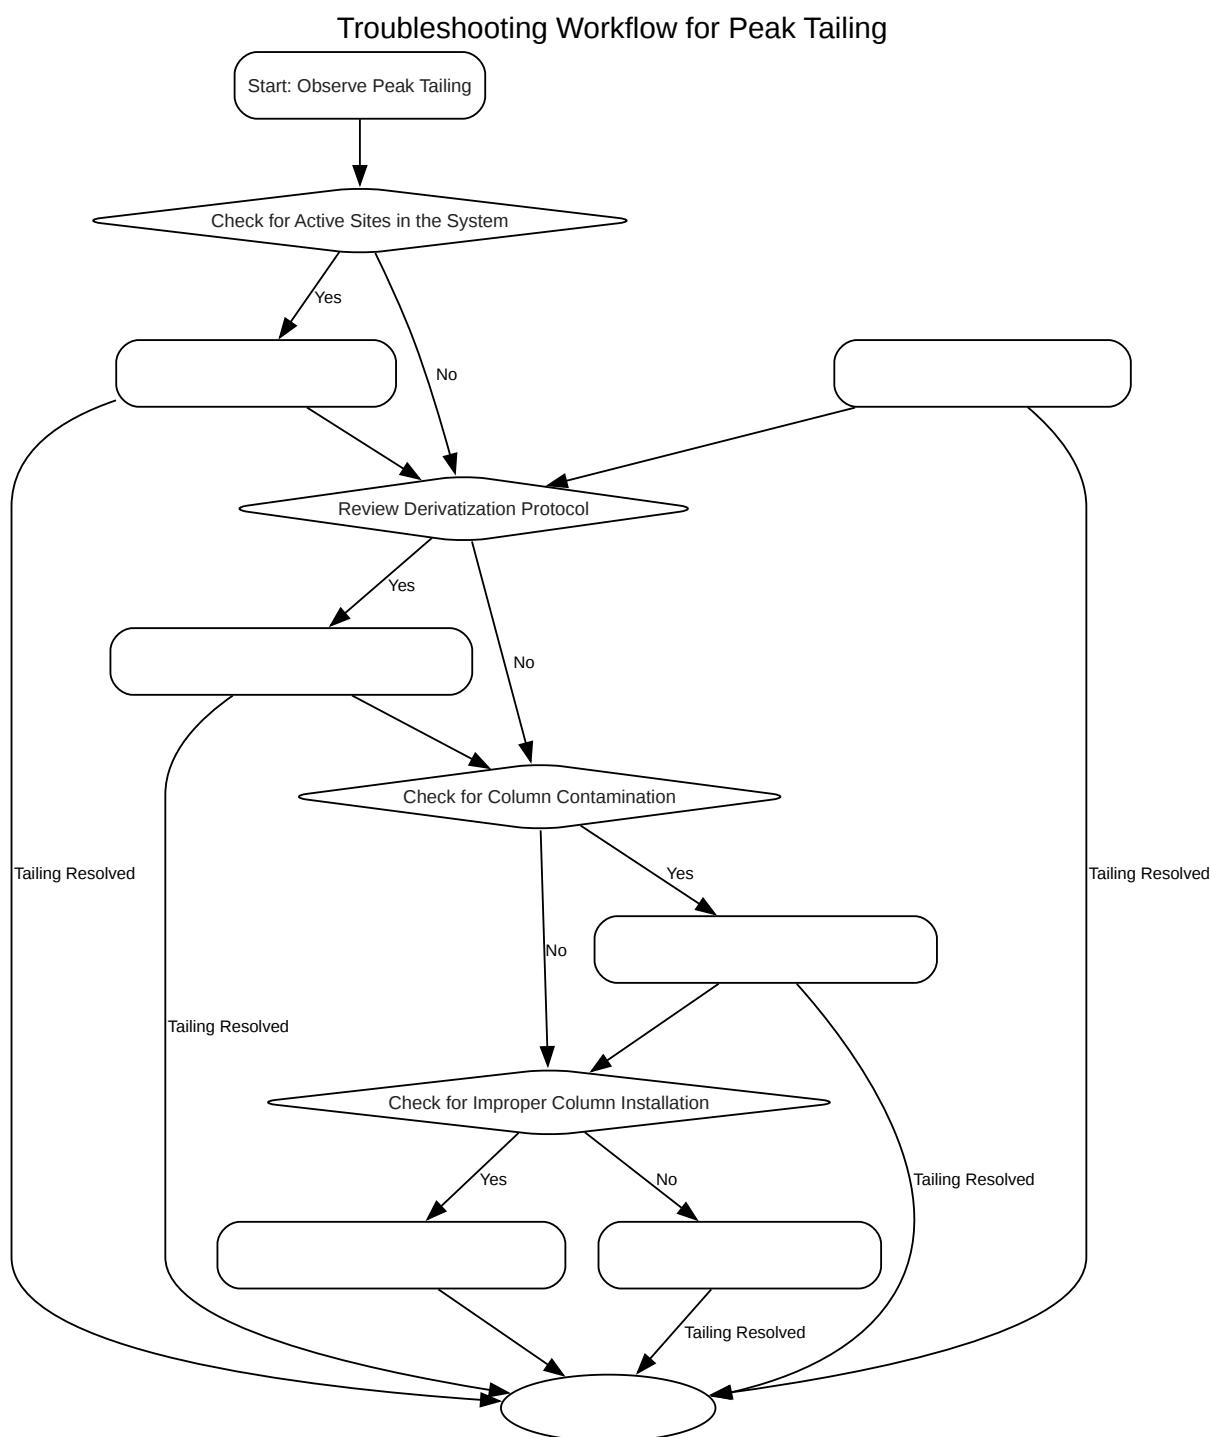 Troubleshooting Workflow for Peak Tailing
Start: Observe Peak Tailing
Check for Active Sites in the System
Yes
No
Review Derivatization Protocol
Yes
No
Check for Column Contamination
Tailing Resolved
Yes
Tailing Resolved
No
Tailing Resolved
Check for Improper Column Installation
Yes
No
Tailing Resolved
Tailing Resolved